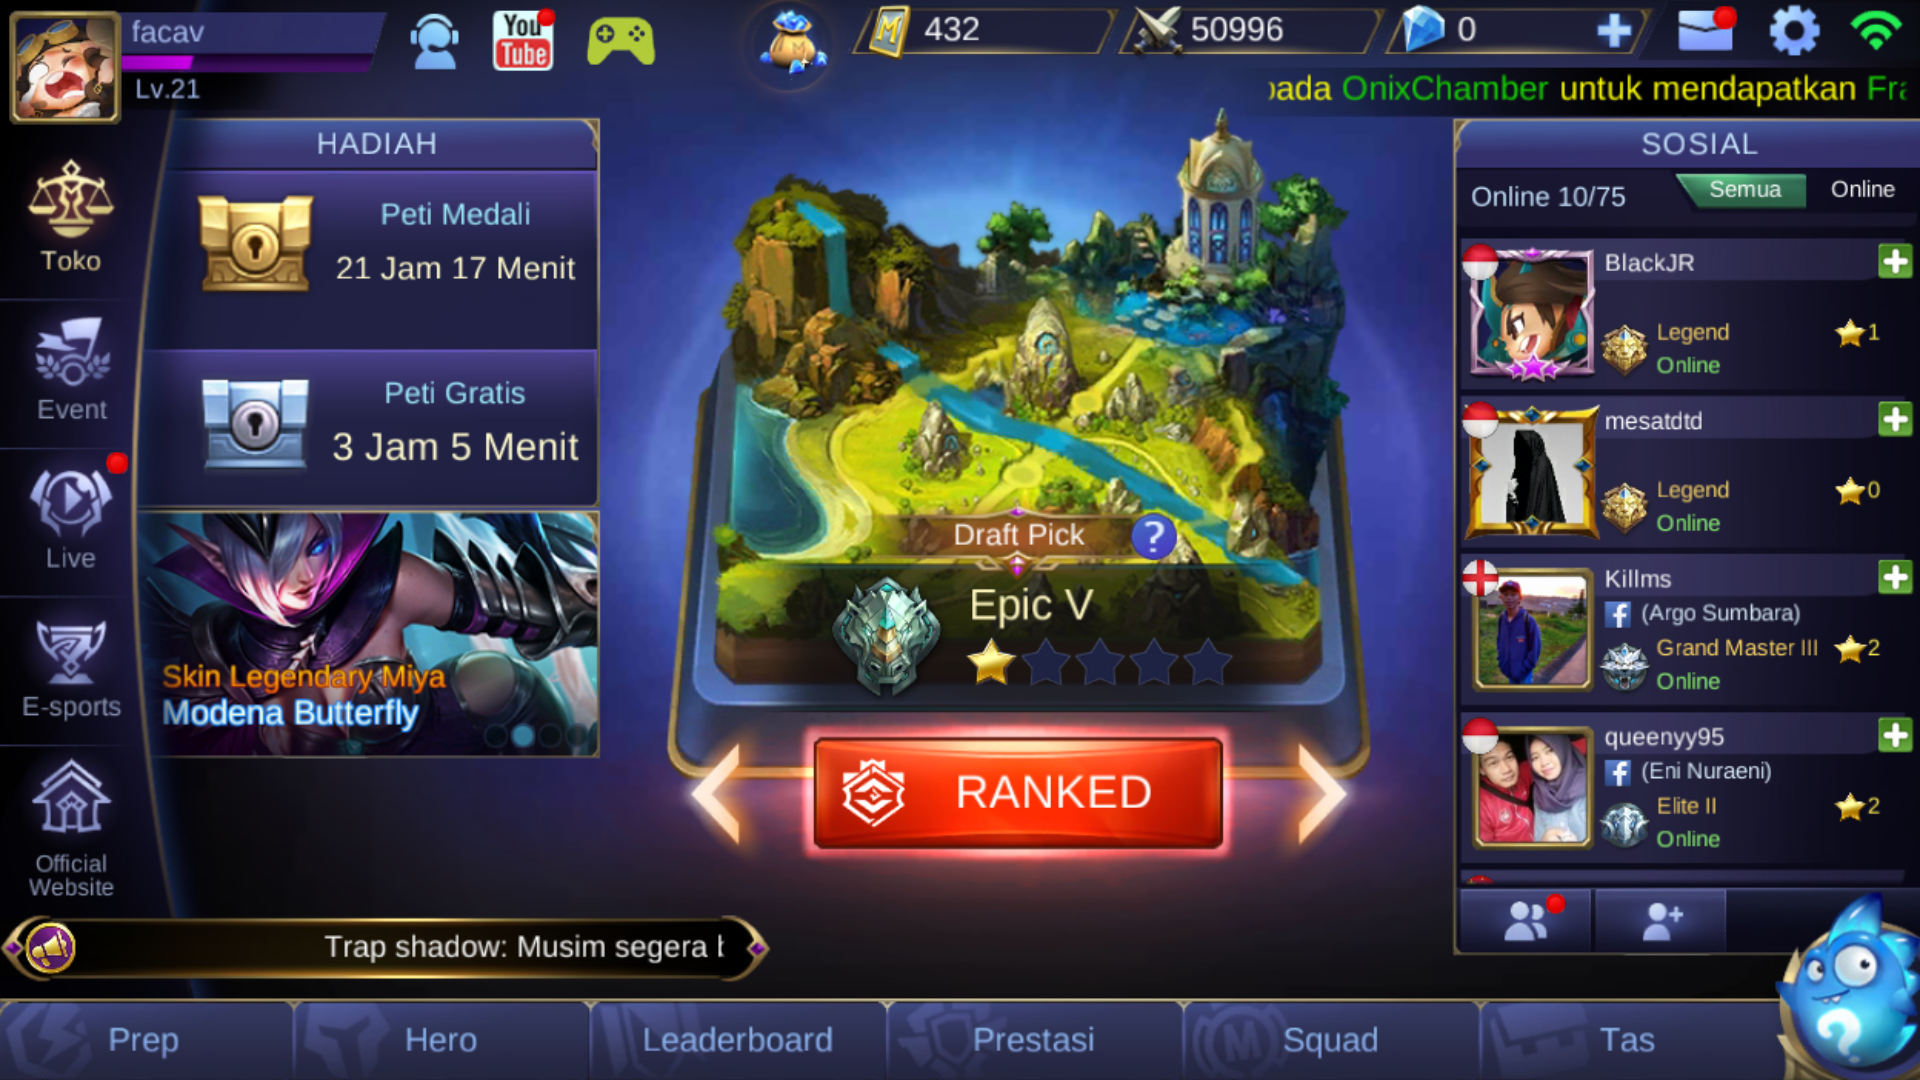 facav
Lv.21
You
Tube
432
50996
0
OnixChamber untuk mendapatkan
HADIAH
Peti Medali
21 Jam 17 Menit
Peti Gratis
3 Jam 5 Menit
Skin Legendary Miya
Modena Butterfly
Toko
Event
Live
E-sports
Official
Website
Draft Pick
?
Epic V
RANKED
SOSIAL
Online 10/75
Semua
Online
BlackJR
Legend
1
Online
mesatdtd
Legend
0
Online
Killms
(Argo Sumbara)
Grand Master III
2
Online
queenyy95
(Eni Nuraeni)
Elite II
2
Online
Trap shadow: Musim segera
Prep
Hero
Leaderboard
Prestasi
Squad
Tas
?